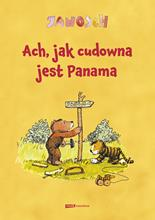 JANOSCH
Ach, jak cudowna
jest Panama